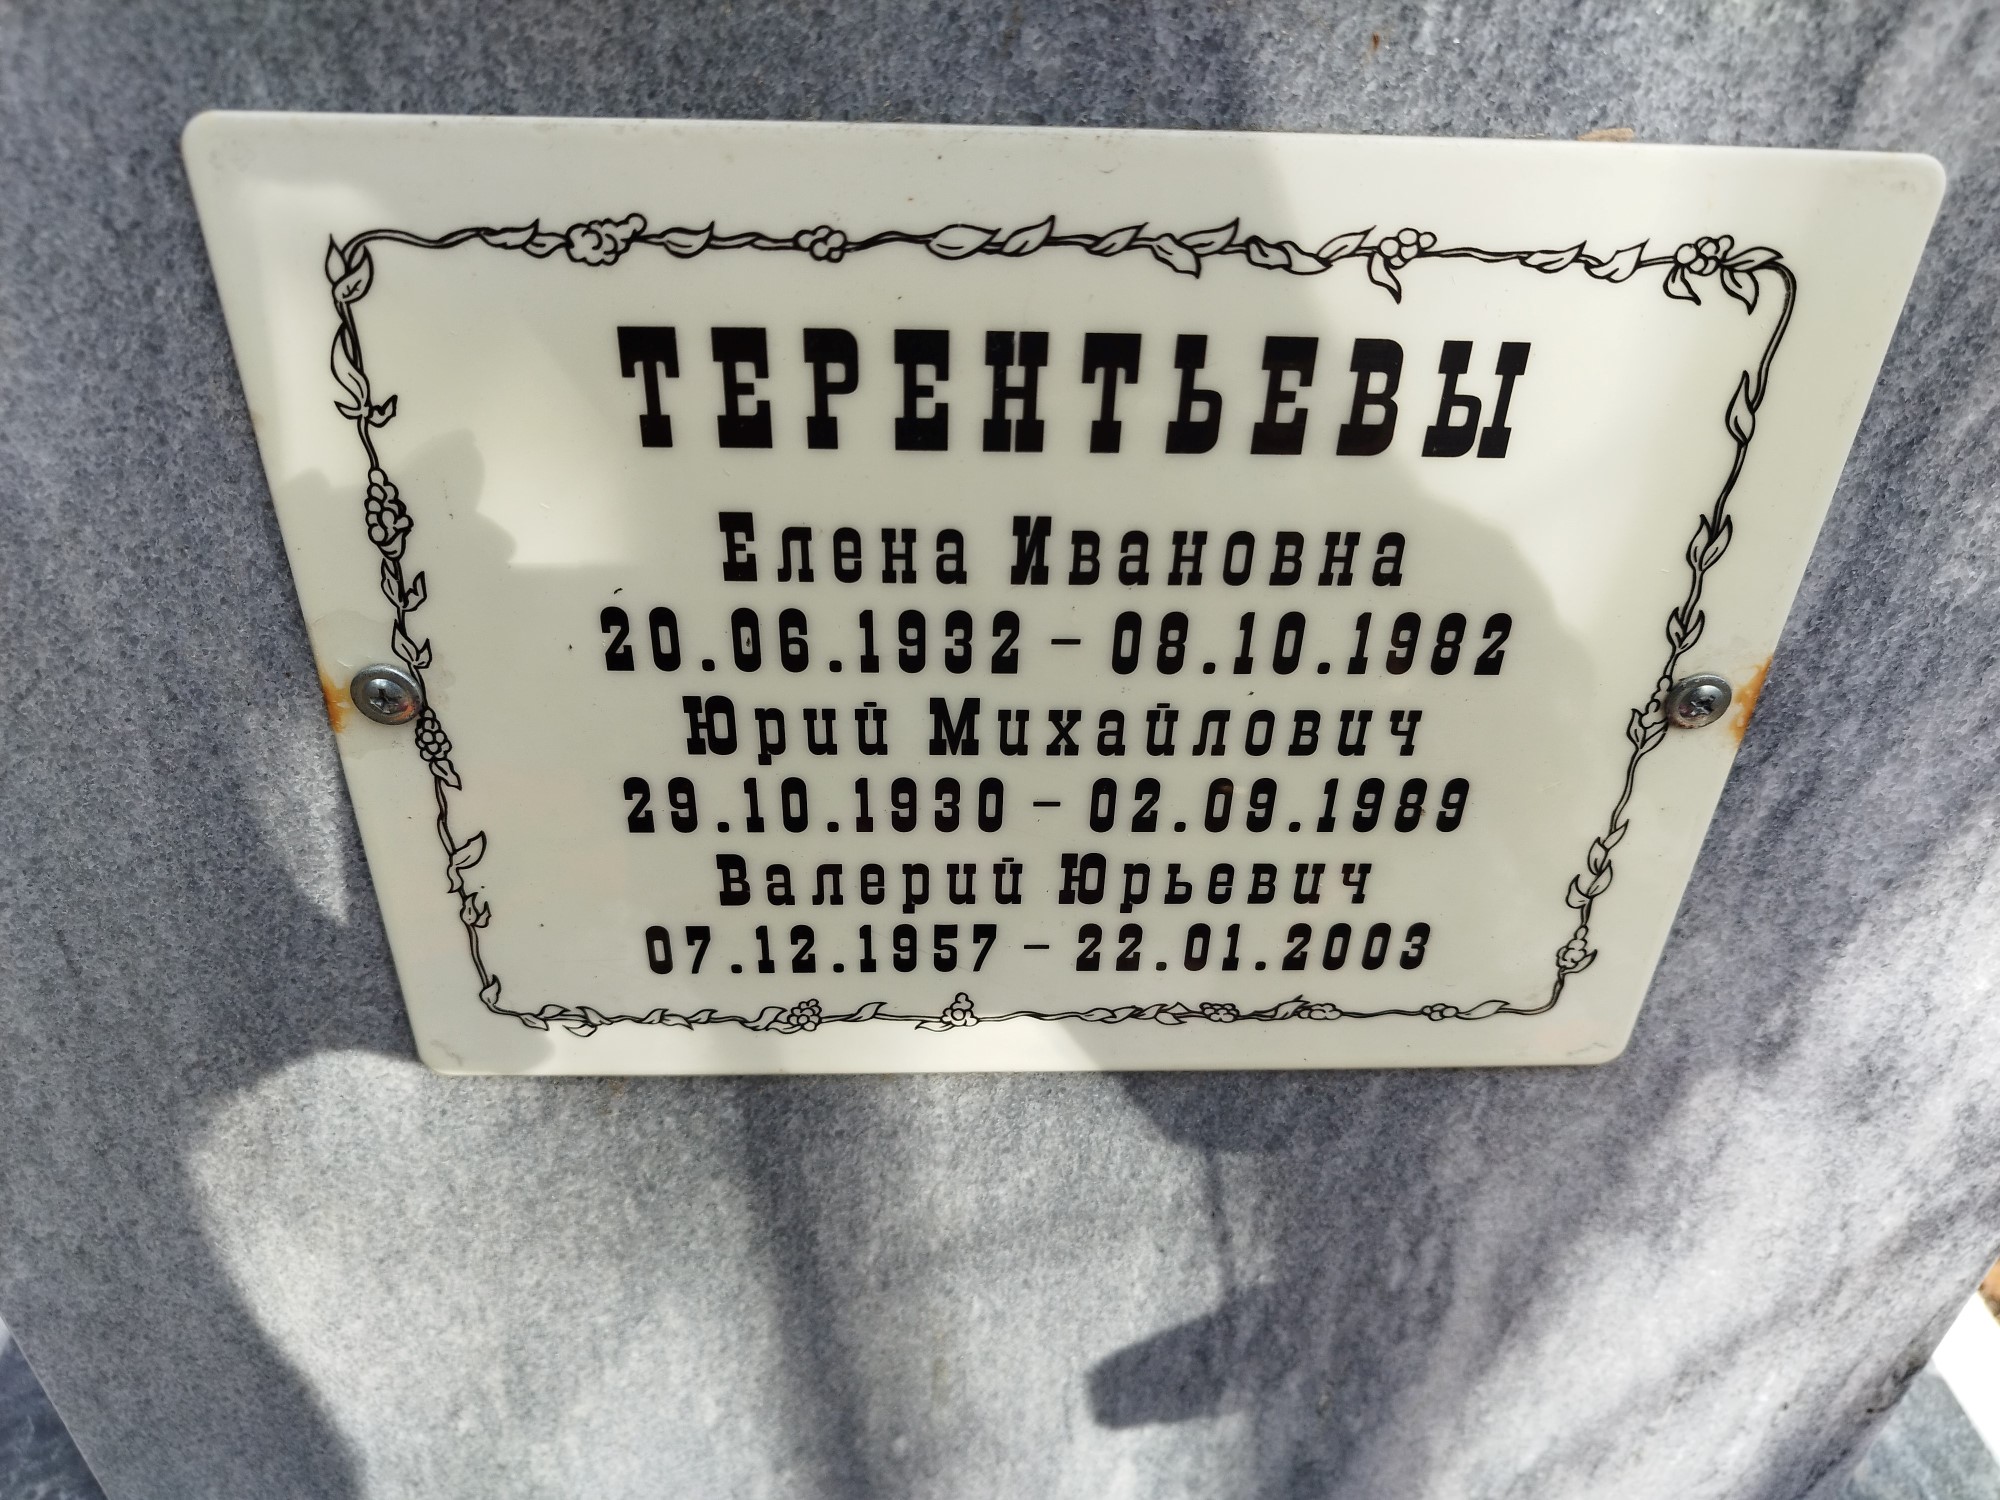 ТЕРЕНТЬЕВЫ
Елена Ивановна
20.06.1932 – 08.10.1982
Юрий Михайлович
29.10.1930 – 02.09.1989
Валерий Юрьевич
07.12.1957 – 22.01.2003